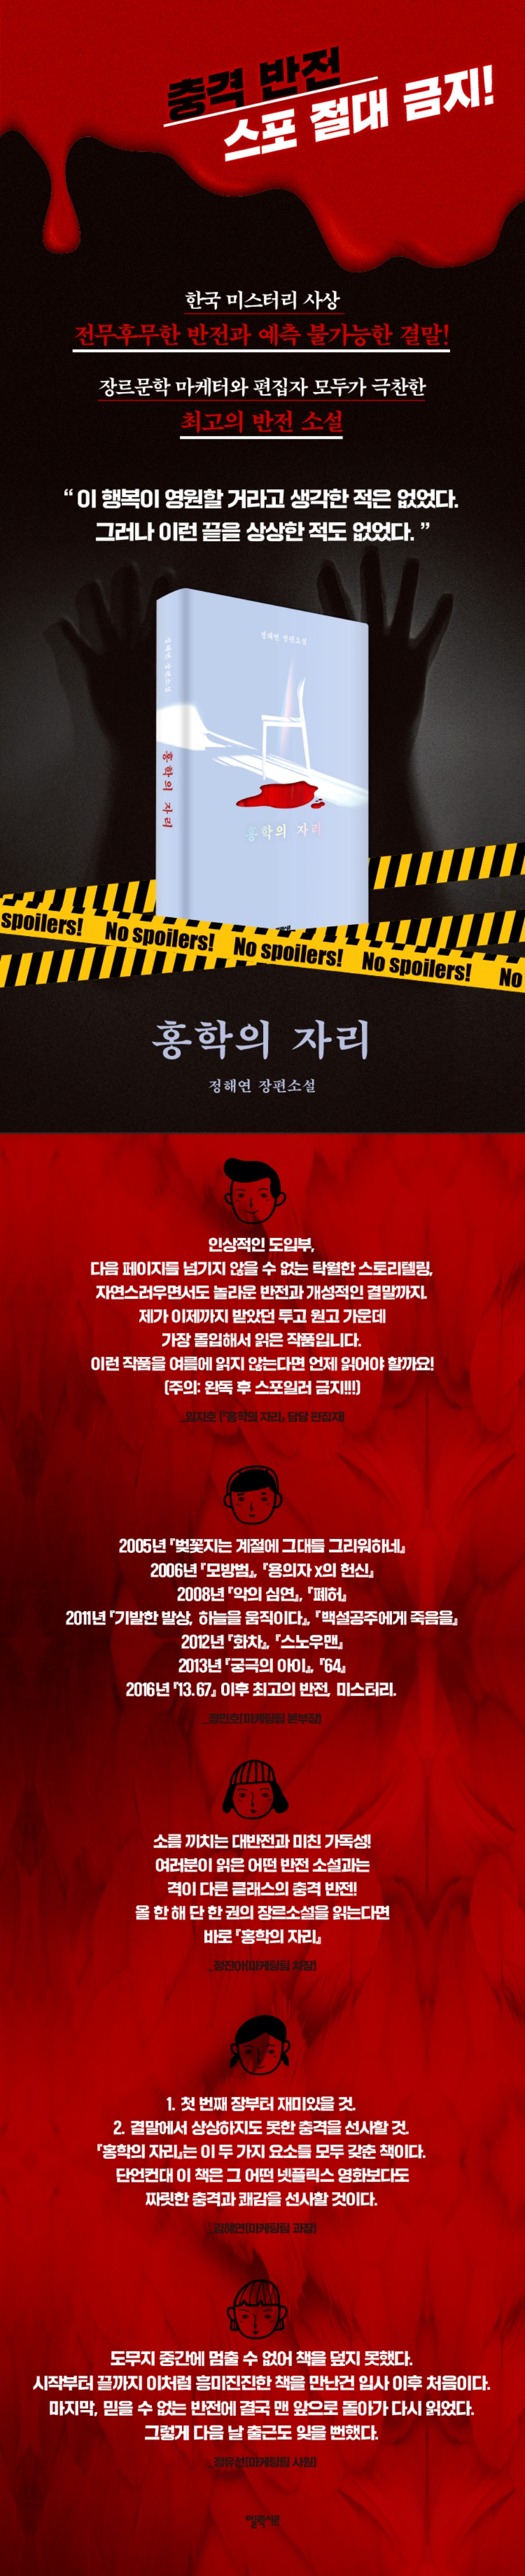 충격 반전
스포 절대 금지!
한국 미스터리 사상
전무후무한 반전과 예측 불가능한 결말!
장르문학 마케터와 편집자 모두가 극찬한
최고의 반전 소설
“ 이 행복이 영원할 거라고 생각한 적은 없었다.
그러나 이런 끝을 상상한 적도 없었다. ”
정해연 장편소설
홍학의 자리
정해연 장편소설
홍학의 자리
spoilers! No spoilers! No spoilers! No spoilers! No
홍학의 자리
정해연 장편소설
인상적인 도입부,
다음 페이지를 넘기지 않을 수 없는 탁월한 스토리텔링,
자연스러우면서도 놀라운 반전과 개성적인 결말까지.
제가 이제까지 받았던 투고 원고 가운데
가장 몰입해서 읽은 작품입니다.
이런 작품을 여름에 읽지 않는다면 언제 읽어야 할까요!
(주의: 완독 후 스포일러 금지!!!)
_임지호 (『홍학의 자리』 담당 편집자)
2005년 『벚꽃지는 계절에 그대를 그리워하네』
2006년 『모방범』, 『용의자 x의 헌신』
2008년 『악의 심연』, 『폐허』
2011년 『기발한 발상, 하늘을 움직이다』, 『백설공주에게 죽음을』
2012년 『화차』, 『스노우맨』
2013년 『궁극의 아이』, 『64』
2016년 『13.67』 이후 최고의 반전, 미스터리.
(마케팅팀 본부장)
소름 끼치는 대반전과 미친 가독성!
여러분이 읽은 어떤 반전 소설과는
격이 다른 클래스의 충격 반전!
올 한 해 단 한 권의 장르소설을 읽는다면
바로 『홍학의 자리』
(마케팅팀 차장)
1. 첫 번째 장부터 재미있을 것.
2. 결말에서 상상하지도 못한 충격을 선사할 것.
『홍학의 자리』는 이 두 가지 요소를 모두 갖춘 책이다.
단언컨대 이 책은 그 어떤 넷플릭스 영화보다도
짜릿한 충격과 쾌감을 선사할 것이다.
_김혜연(마케팅팀 과장)
도무지 중간에 멈출 수 없어 책을 덮지 못했다.
시작부터 끝까지 이처럼 흥미진진한 책을 만난건 입사 이후 처음이다.
마지막, 믿을 수 없는 반전에 결국 맨 앞으로 돌아가 다시 읽었다.
그렇게 다음 날 출근도 잊을 뻔했다.
_정유선(마케팅팀 사원)
엘릭시르